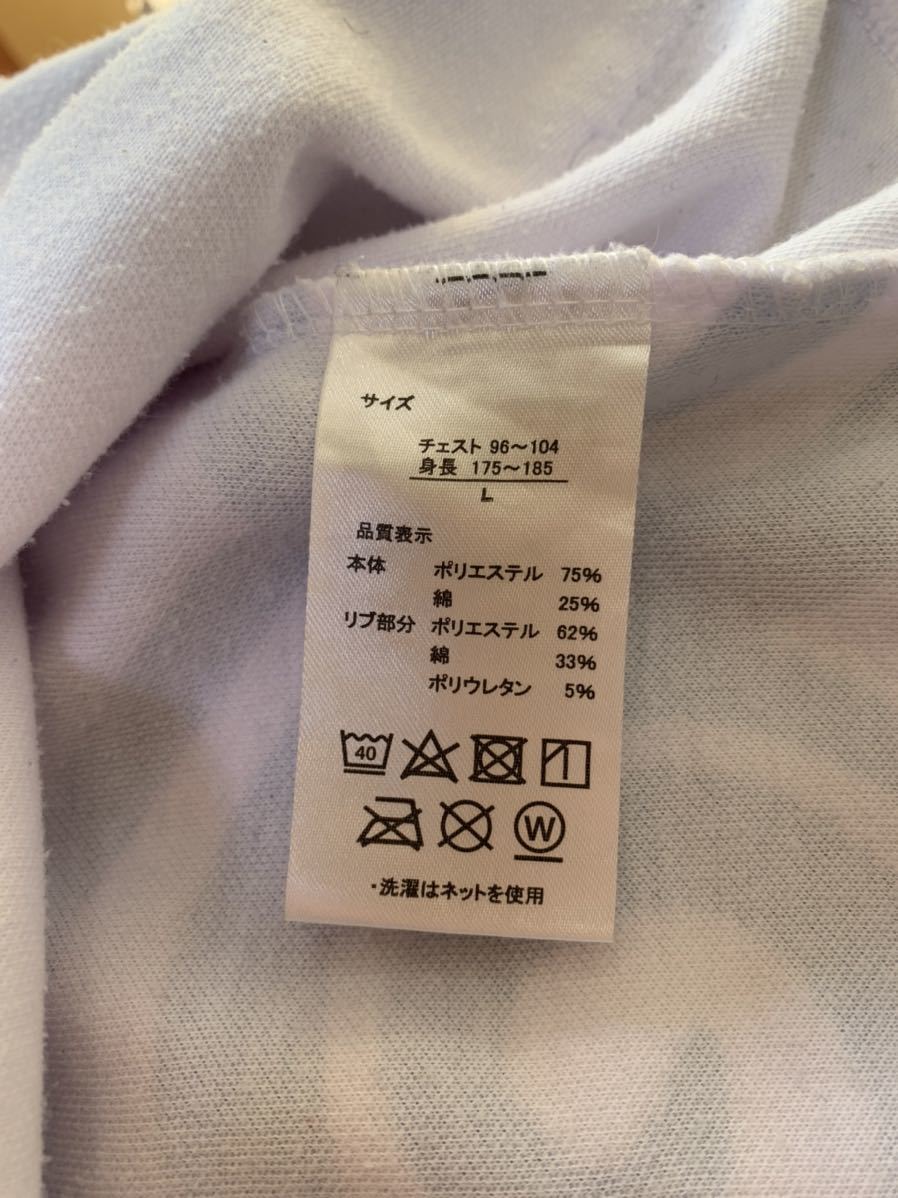 サイズ
チェスト 96～104
身長 175～185
L
品質表示
本体 ポリエステル 75%
綿 25%
リブ部分 ポリエステル 62%
綿 33%
ポリウレタン 5%
40
W
・洗濯はネットを使用